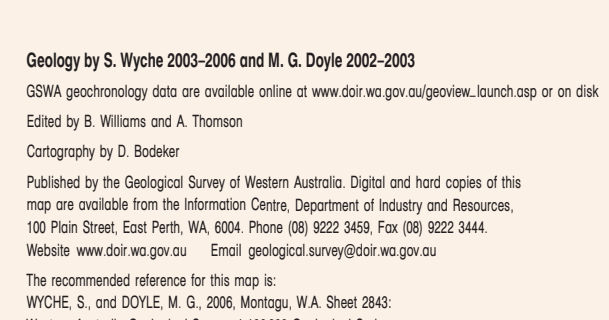 Geology by S. Wyche 2003–2006 and M. G. Doyle 2002–2003
GSWA geochronology data are available online at www.doir.wa.gov.au/geoview_launch.asp or on disk
Edited by B. Williams and A. Thomson
Cartography by D. Bodeker
Published by the Geological Survey of Western Australia. Digital and hard copies of this
map are available from the Information Centre, Department of Industry and Resources,
100 Plain Street, East Perth, WA, 6004. Phone (08) 9222 3459, Fax (08) 9222 3444.
Website www.doir.wa.gov.au Email geological.survey@doir.wa.gov.au
The recommended reference for this map is:
WYCHE, S., and DOYLE, M. G., 2006, Montagu, W.A. Sheet 2843: